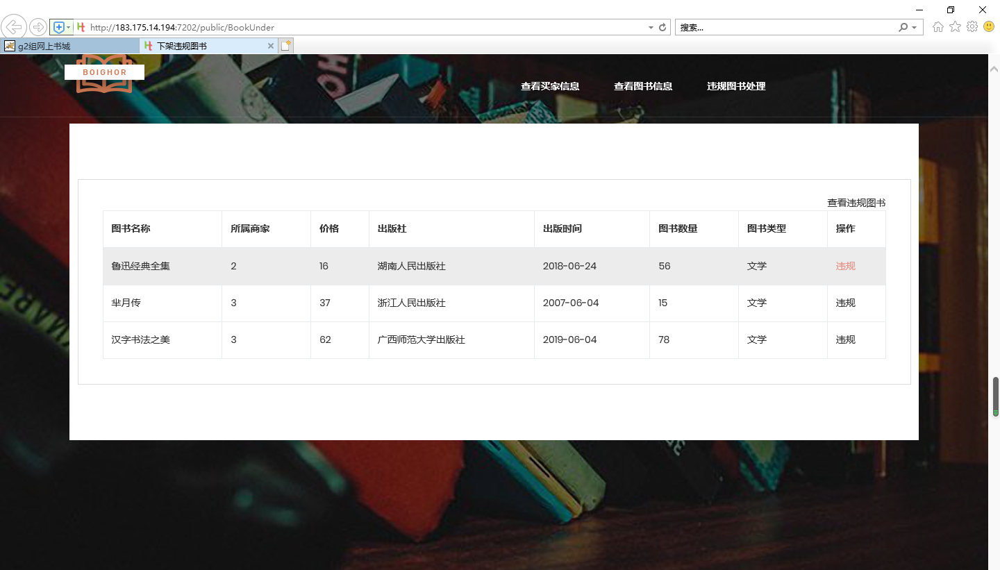 http://183.175.14.194:7202/public/BookUnder
搜索...
g2组网上书城
下架违规图书
BOIGHOR
查看买家信息 查看图书信息 违规图书处理
查看违规图书
图书名称 所属商家 价格 出版社 出版时间 图书数量 图书类型 操作
鲁迅经典全集 2 16 湖南人民出版社 2018-06-24 56 文学 违规
芈月传 3 37 浙江人民出版社 2007-06-04 15 文学 违规
汉字书法之美 3 62 广西师范大学出版社 2019-06-04 78 文学 违规